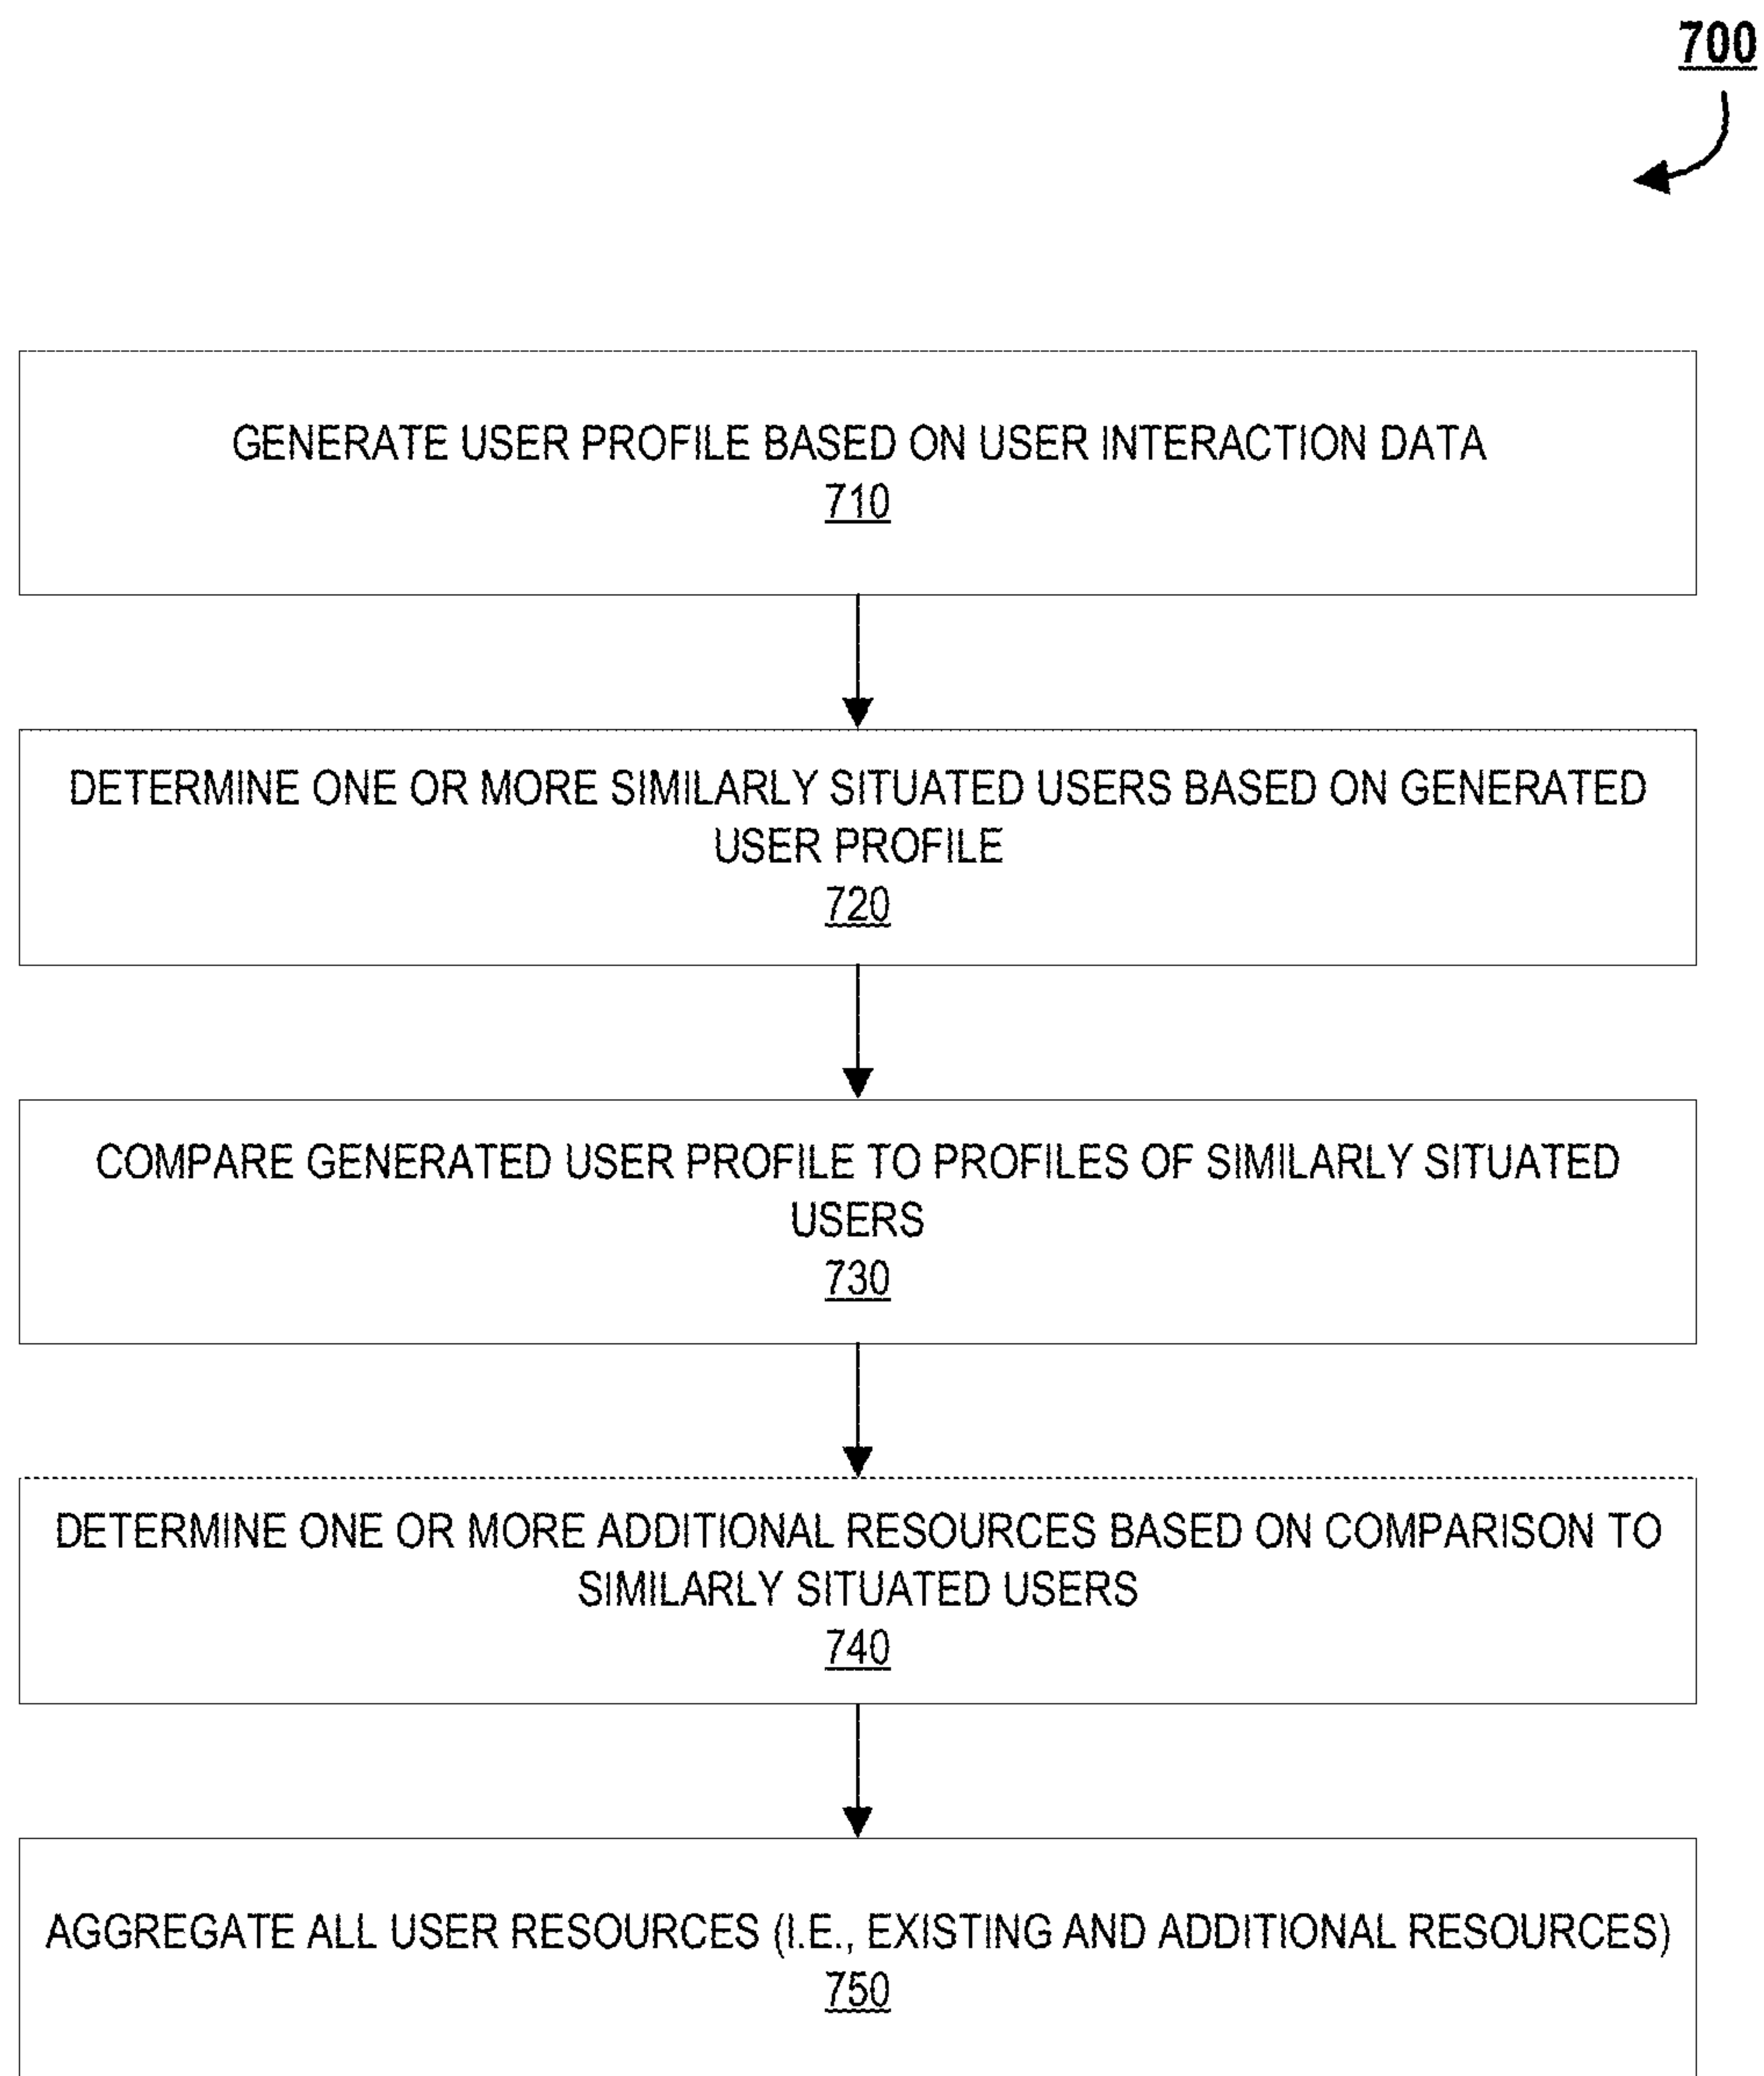 700
GENERATE USER PROFILE BASED ON USER INTERACTION DATA
710
DETERMINE ONE OR MORE SIMILARLY SITUATED USERS BASED ON GENERATED
USER PROFILE
720
COMPARE GENERATED USER PROFILE TO PROFILES OF SIMILARLY SITUATED
USERS
730
DETERMINE ONE OR MORE ADDITIONAL RESOURCES BASED ON COMPARISON TO
SIMILARLY SITUATED USERS
740
AGGREGATE ALL USER RESOURCES (I.E., EXISTING AND ADDITIONAL RESOURCES)
750